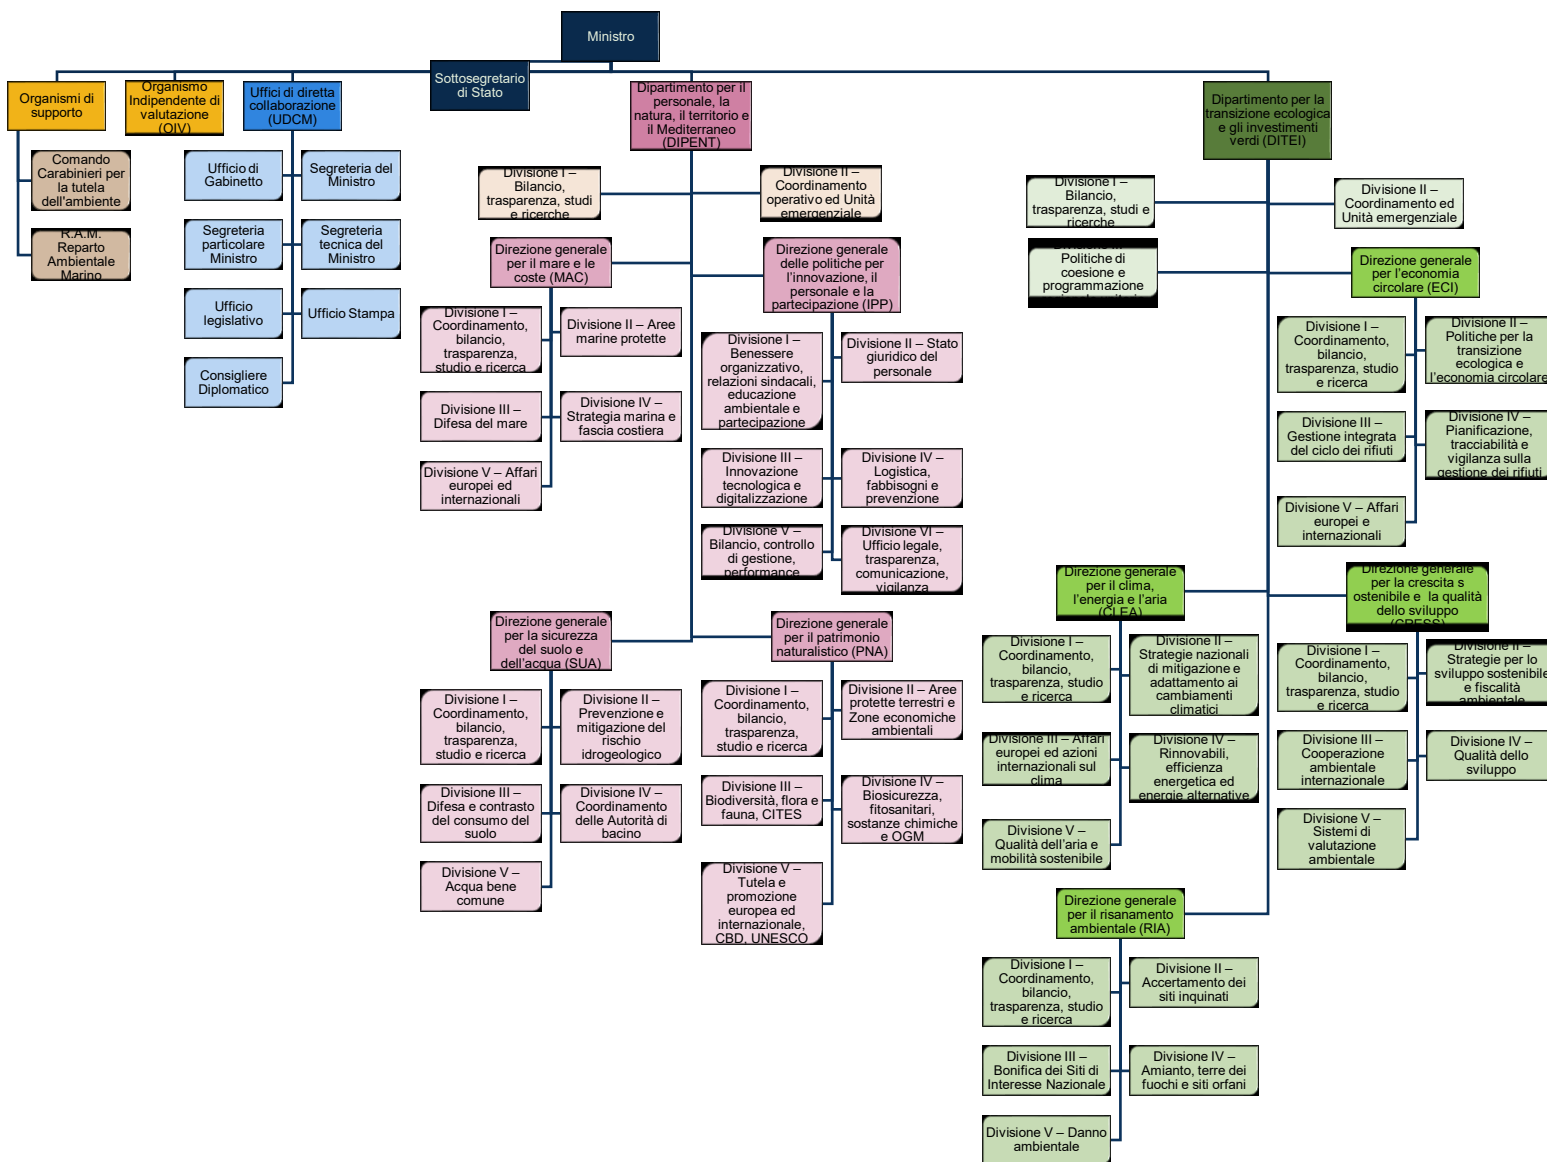 Ministro
Sottosegretario
di Stato
Organismi di
supporto
Organismo
Indipendente di
valutazione
(OIV)
Uffici di diretta
collaborazione
(UDCM)
Dipartimento per il
personale, la
natura, il territorio e
il Mediterraneo
(DIPENT)
Dipartimento per la
transizione ecologica
e gli investimenti
verdi (DITEI)
Comando
Carabinieri per
la tutela
dell'ambiente
R.A.M.
Reparto
Ambientale
Marino
Ufficio di
Gabinetto
Segreteria del
Ministro
Segreteria
particolare
Ministro
Segreteria
tecnica del
Ministro
Ufficio
legislativo
Ufficio Stampa
Consigliere
Diplomatico
Divisione I –
Bilancio,
trasparenza, studi
e ricerche
Divisione II –
Coordinamento
operativo ed Unità
emergenziale
Direzione generale
per il mare e le
coste (MAC)
Divisione I –
Coordinamento,
bilancio,
trasparenza,
studio e ricerca
Divisione II – Aree
marine protette
Divisione III –
Difesa del mare
Divisione IV –
Strategia marina e
fascia costiera
Divisione V – Affari
europei ed
internazionali
Direzione generale
delle politiche per
l’innovazione, il
personale e la
partecipazione (IPP)
Divisione I –
Benessere
organizzativo,
relazioni sindacali,
educazione
ambientale e
partecipazione
Divisione II – Stato
giuridico del
personale
Divisione III –
Innovazione
tecnologica e
digitalizzazione
Divisione IV –
Logistica,
fabbisogni e
prevenzione
Divisione V –
Bilancio, controllo
di gestione,
performance
Divisione VI –
Ufficio legale,
trasparenza,
comunicazione,
vigilanza
Direzione generale
per la sicurezza
del suolo e
dell’acqua (SUA)
Divisione I –
Coordinamento,
bilancio,
trasparenza,
studio e ricerca
Divisione II –
Prevenzione e
mitigazione del
rischio
idrogeologico
Divisione III –
Difesa e contrasto
del consumo del
suolo
Divisione IV –
Coordinamento
delle Autorità di
bacino
Divisione V –
Acqua bene
comune
Direzione generale
per il patrimonio
naturalistico (PNA)
Divisione I –
Coordinamento,
bilancio,
trasparenza,
studio e ricerca
Divisione II – Aree
protette terrestri e
Zone economiche
ambientali
Divisione III –
Biodiversità, flora e
fauna, CITES
Divisione IV –
Biosicurezza,
fitosanitari,
sostanze chimiche
e OGM
Divisione V –
Tutela e
promozione
europea ed
internazionale,
CBD, UNESCO
Divisione I –
Bilancio,
trasparenza, studi e
ricerche
Divisione II –
Coordinamento ed
Unità emergenziale
Politiche di
coesione e
programmazione
Direzione generale
per l’economia
circolare (ECI)
Divisione I –
Coordinamento,
bilancio,
trasparenza, studio
e ricerca
Divisione II –
Politiche per la
transizione
ecologica e
l’economia circolare
Divisione III –
Gestione integrata
del ciclo dei rifiuti
Divisione IV –
Pianificazione,
tracciabilità e
vigilanza sulla
gestione dei rifiuti
Divisione V – Affari
europei e
internazionali
Direzione generale
per il clima,
l’energia e l’aria
(CLEA)
Divisione I –
Coordinamento,
bilancio,
trasparenza, studio
e ricerca
Divisione II –
Strategie nazionali
di mitigazione e
adattamento ai
cambiamenti
climatici
Divisione III – Affari
europei ed azioni
internazionali sul
clima
Divisione IV –
Rinnovabili,
efficienza
energetica ed
energie alternative
Divisione V –
Qualità dell’aria e
mobilità sostenibile
Direzione generale
per la crescita s
ostenibile e  la qualità
dello sviluppo
(CRESS)
Divisione I –
Coordinamento,
bilancio,
trasparenza, studio
e ricerca
Divisione II –
Strategie per lo
sviluppo sostenibile
e fiscalità
ambientale
Divisione III –
Cooperazione
ambientale
internazionale
Divisione IV –
Qualità dello
sviluppo
Divisione V –
Sistemi di
valutazione
ambientale
Direzione generale
per il risanamento
ambientale (RIA)
Divisione I –
Coordinamento,
bilancio,
trasparenza, studio
e ricerca
Divisione II –
Accertamento dei
siti inquinati
Divisione III –
Bonifica dei Siti di
Interesse Nazionale
Divisione IV –
Amianto, terre dei
fuochi e siti orfani
Divisione V – Danno
ambientale